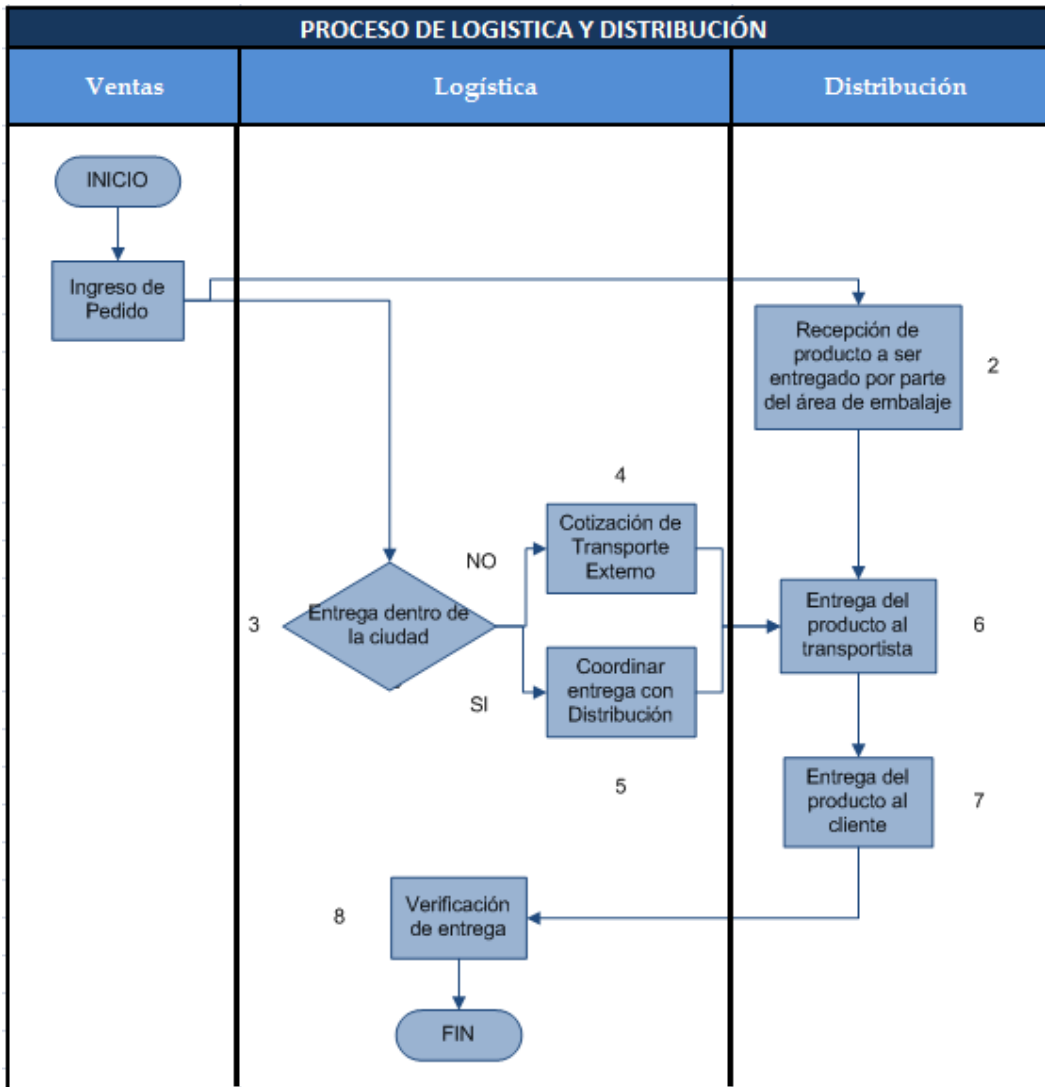 PROCESO DE LOGISTICA Y DISTRIBUCIÓN
Ventas
Logística
Distribución
INICIO
Ingreso de
Pedido
Recepción de
producto a ser
entregado por parte
del área de embalaje
2
4
Cotización de
Transporte
Externo
NO
3
Entrega dentro de
la ciudad
SI
Coordinar
entrega con
Distribución
5
Entrega del
producto al
transportista
6
Entrega del
producto al
cliente
7
8
Verificación
de entrega
FIN